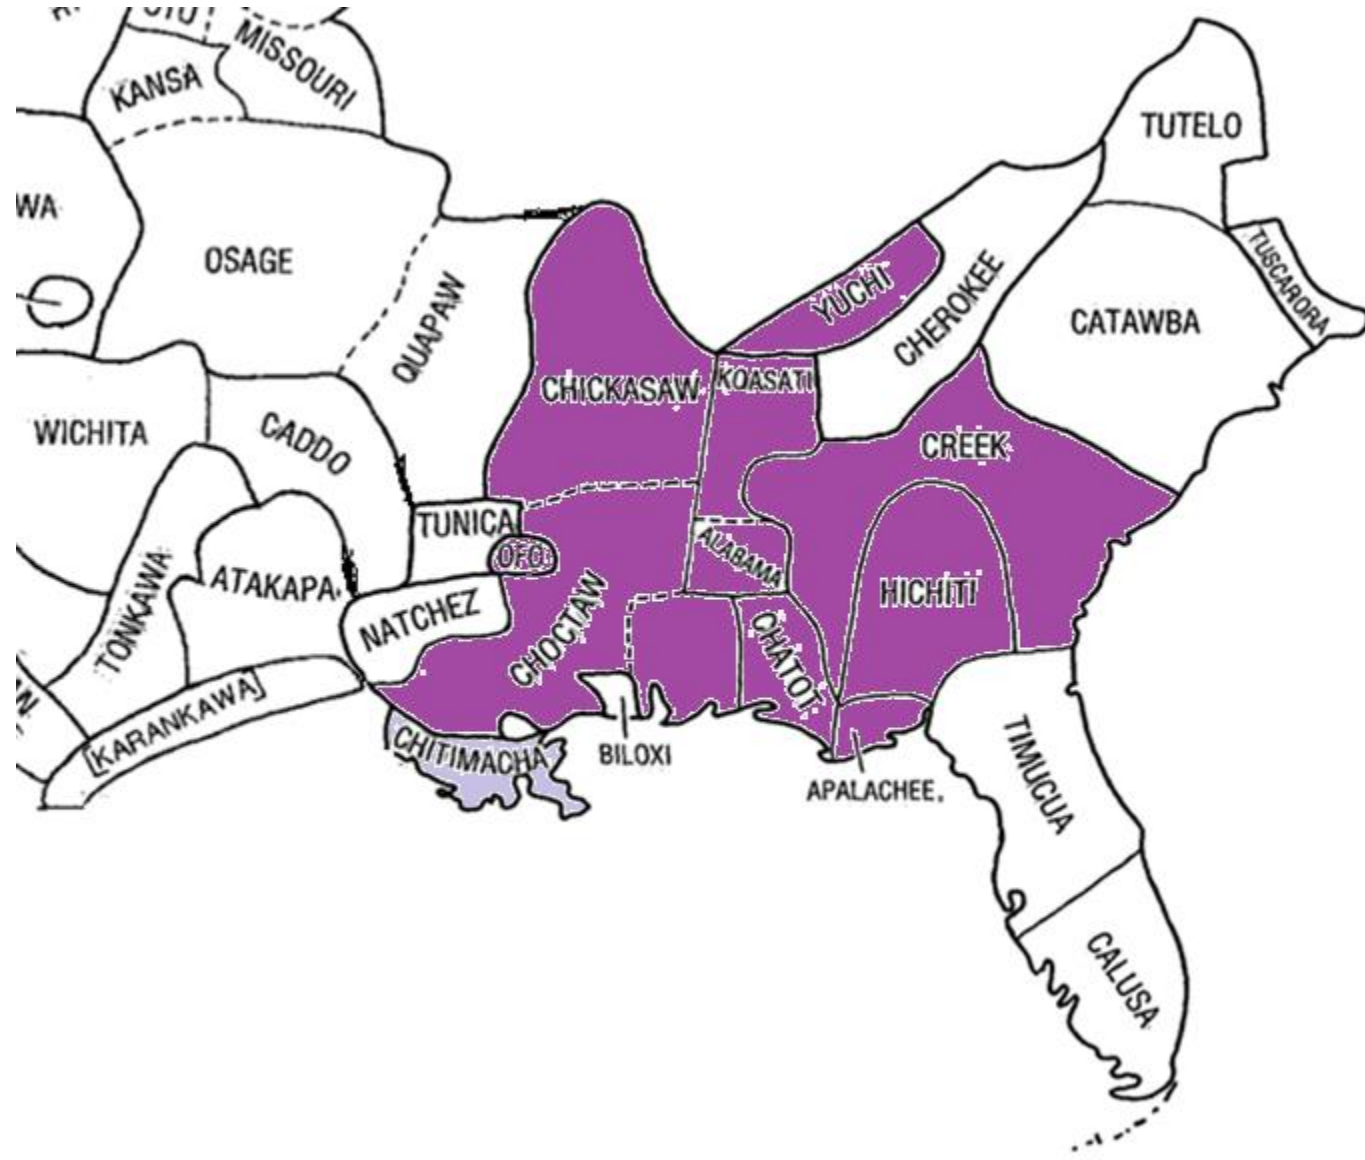 MISSOURI
KANSA
TUTELO
WA
OSAGE
TUSCARORA
YUCHI
CHEROKEE
QUAPAW
CATAWBA
CHICKASAW
KOASATI
WICHITA
CADDO
CREEK
TUNICA
OFO
ALABAMA
ATAKAPA.
HICHITI
TONKAWA
NATCHEZ
CHOCTAW
CHATOT
KARANKAWA
CHITIMACHA
BILOXI
TIMUCUA
APALACHEE.
CALUSA